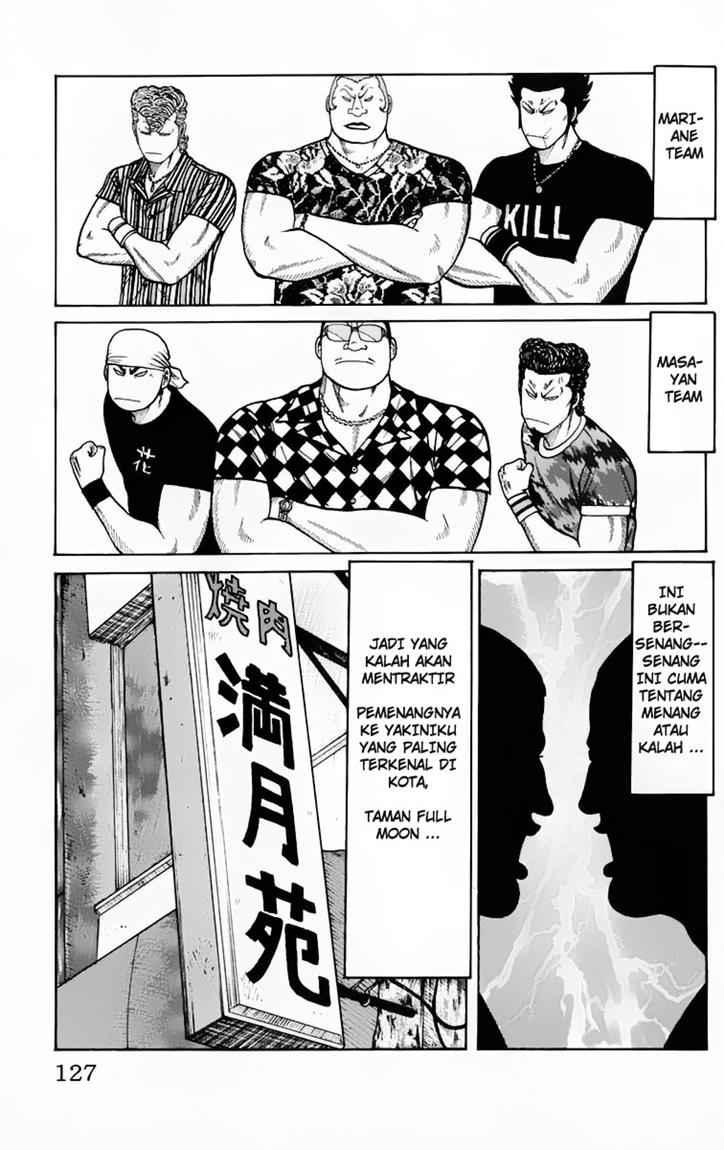 MARI-
ANE
TEAM
KILL
MASA-
YAN
TEAM
花
INI
BUKAN
BER-
SENANG--
SENANG
INI CUMA
TENTANG
MENANG
ATAU
KALAH ...
JADI YANG
KALAH AKAN
MENTRAKTIR
PEMENANGNYA
KE YAKINIKU
YANG PALING
TERKENAL DI
KOTA,
TAMAN FULL
MOON ...
焼肉
満月苑
127